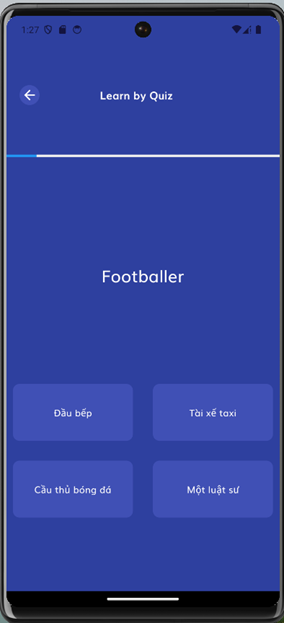 1:27
Learn by Quiz
Footballer
Đầu bếp
Tài xế taxi
Cầu thủ bóng đá
Một luật sư